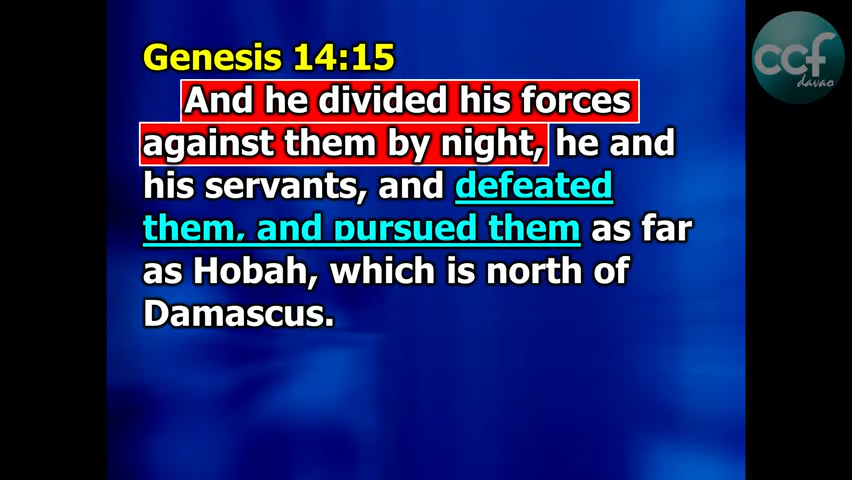 ccf
davao
Genesis 14:15
And he divided his forces
against them by night, he and
his servants, and defeated
them, and pursued them as far
as Hobah, which is north of
Damascus.